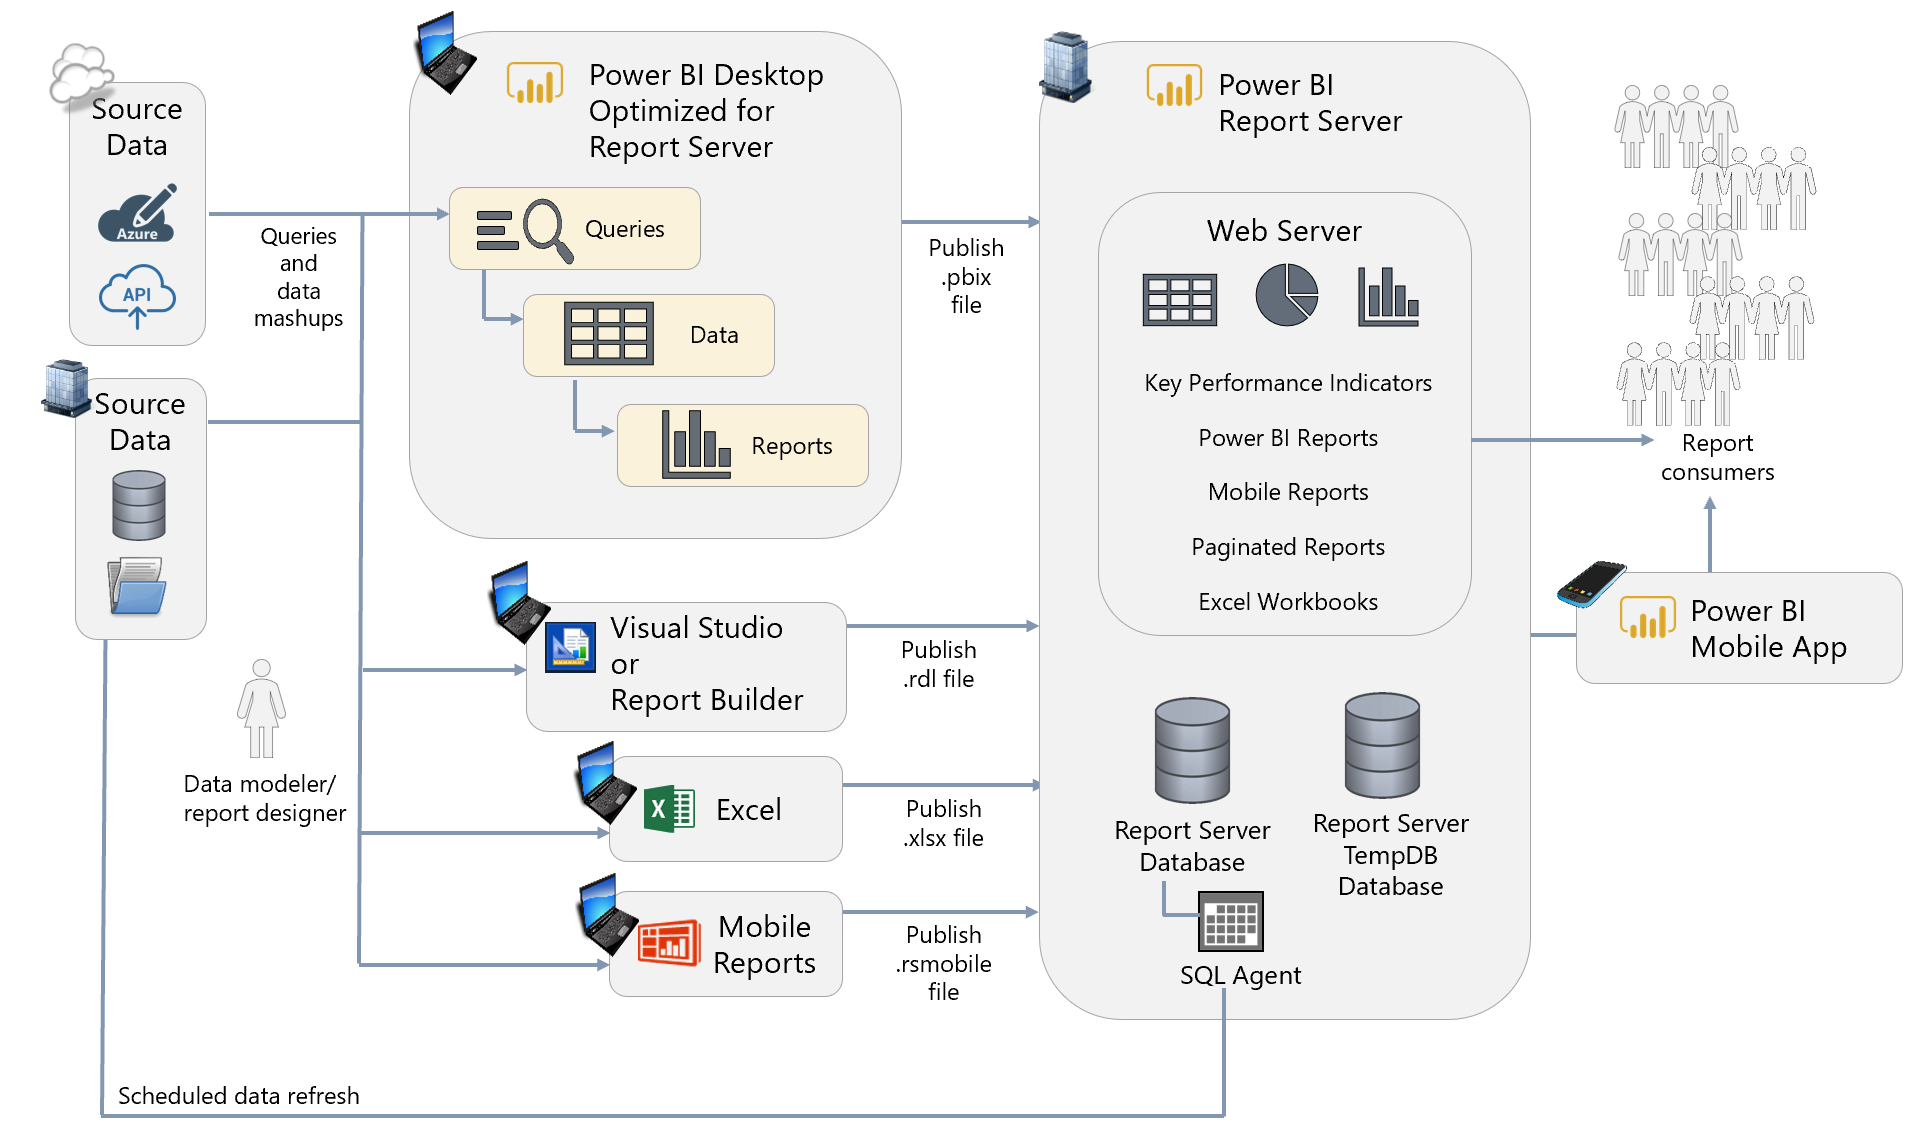 Source
Data
Azure
API
Source
Data
Queries
and
data
mashups
Data modeler/
report designer
Scheduled data refresh
Power BI Desktop
Optimized for
Report Server
Queries
Data
Reports
Visual Studio
or
Report Builder
X
Excel
Mobile
Reports
Publish
.pbix
file
Publish
.rdl file
Publish
.xlsx file
Publish
.rsmobile
file
Power BI
Report Server
Web Server
Key Performance Indicators
Power BI Reports
Mobile Reports
Paginated Reports
Excel Workbooks
Report Server
Database
Report Server
TempDB
Database
SQL Agent
Report
consumers
Power BI
Mobile App